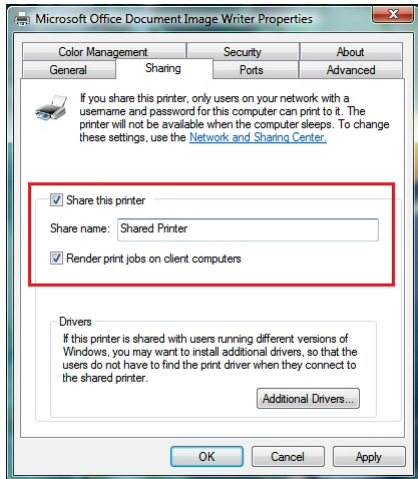 Microsoft Office Document Image Writer Properties
Color Management
Security
About
General
Sharing
Ports
Advanced
If you share this printer, only users on your network with a
username and password for this computer can print to it. The
printer will not be available when the computer sleeps. To change
these settings, use the Network and Sharing Center.
Share this printer
Share name: Shared Printer
Render print jobs on client computers
Drivers
If this printer is shared with users running different versions of
Windows, you may want to install additional drivers, so that the
users do not have to find the print driver when they connect to
the shared printer.
Additional Drivers...
OK
Cancel
Apply